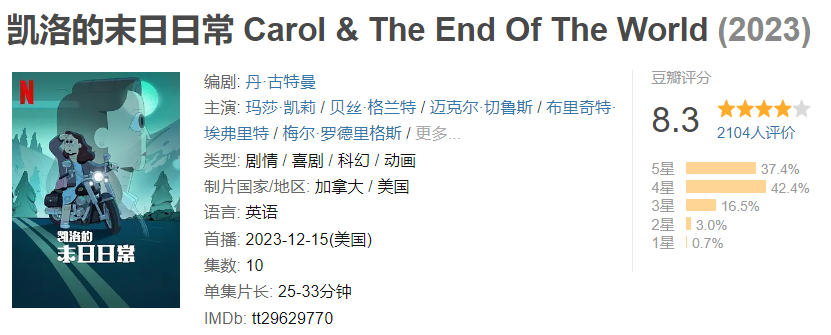 凯洛的末日日常 Carol & The End Of The World (2023)
N
凯洛的
末日日常
编剧: 丹·古特曼
主演: 玛莎·凯莉 / 贝丝·格兰特 / 迈克尔·切鲁斯 / 布里奇特·
埃弗里特 / 梅尔·罗德里格斯 / 更多...
类型: 剧情 / 喜剧 / 科幻 / 动画
制片国家/地区: 加拿大 / 美国
语言: 英语
首播: 2023-12-15(美国)
集数: 10
单集片长: 25-33分钟
IMDb: tt29629770
豆瓣评分
8.3
2104人评价
5星 37.4%
4星 42.4%
3星 16.5%
2星 3.0%
1星 0.7%